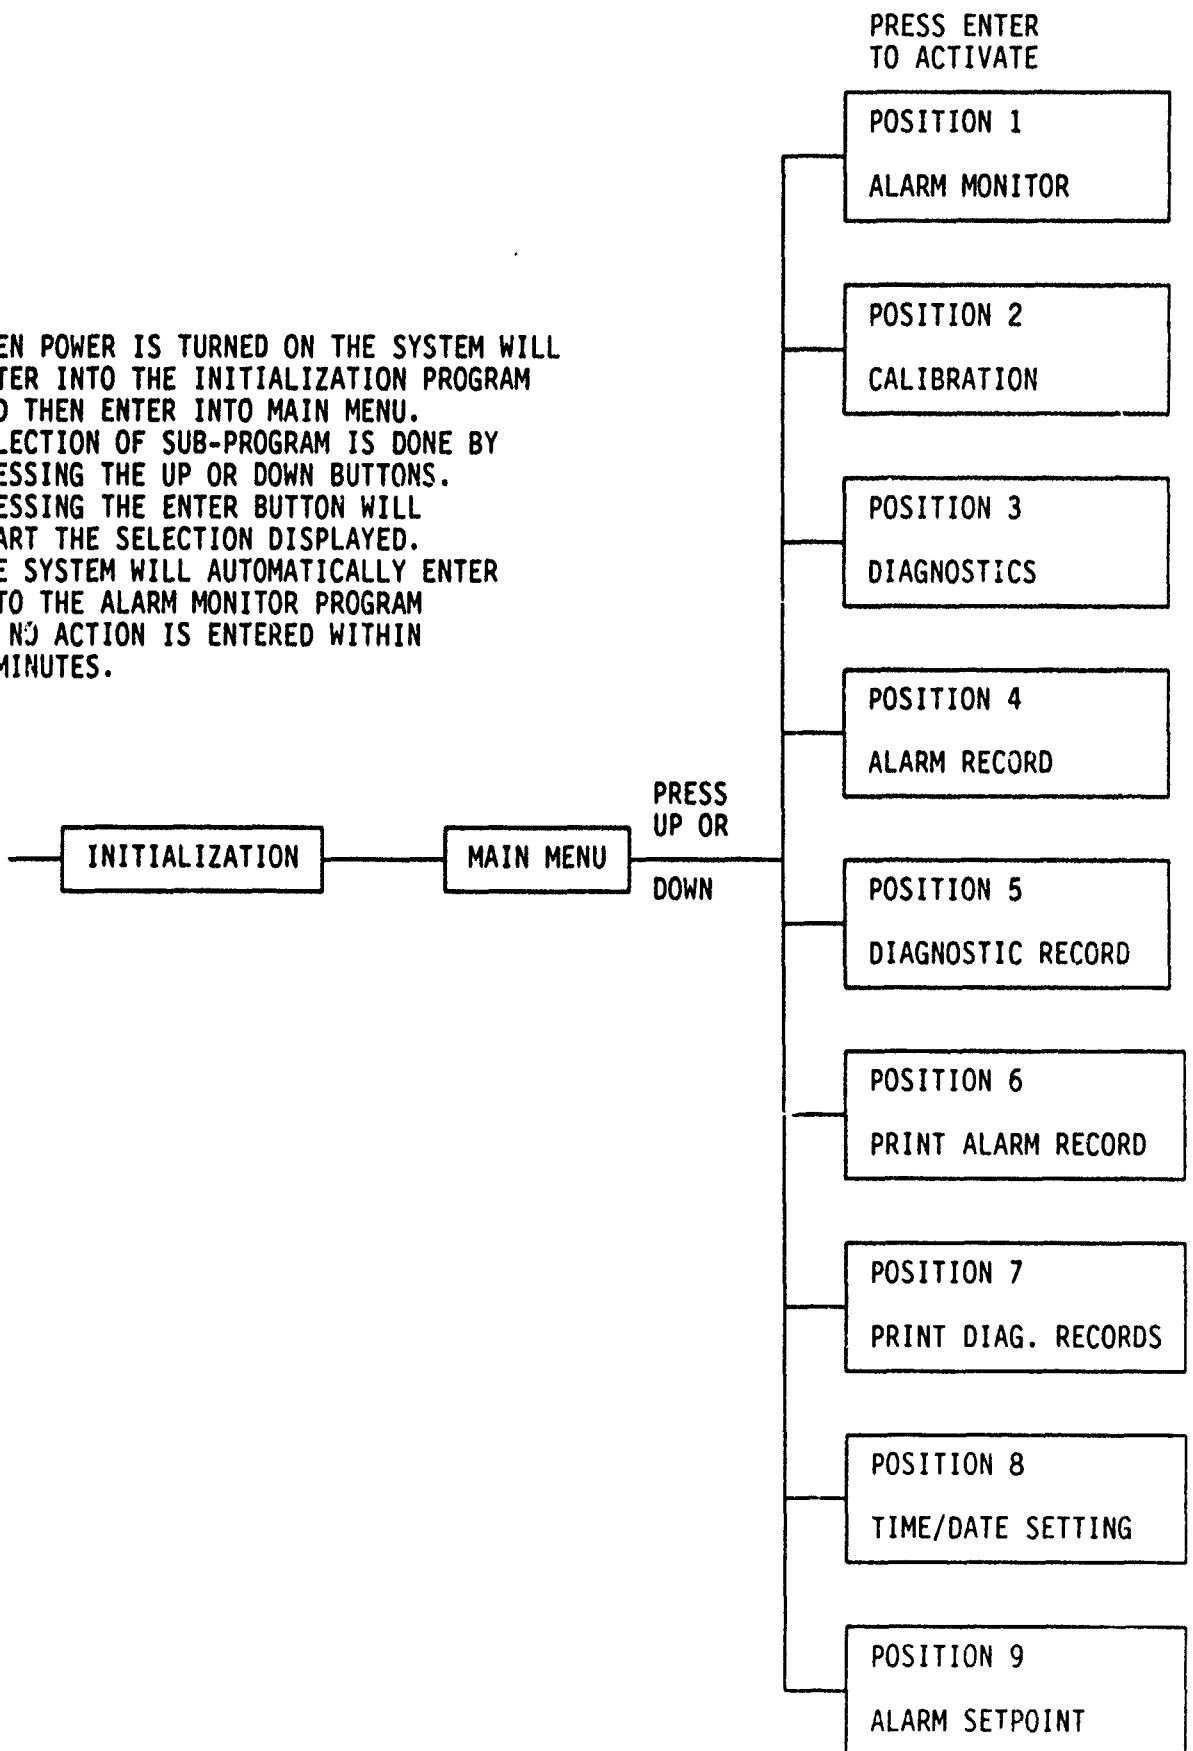 PRESS ENTER
TO ACTIVATE
POSITION 1
ALARM MONITOR
POSITION 2
CALIBRATION
POSITION 3
DIAGNOSTICS
POSITION 4
ALARM RECORD
POSITION 5
DIAGNOSTIC RECORD
POSITION 6
PRINT ALARM RECORD
POSITION 7
PRINT DIAG. RECORDS
POSITION 8
TIME/DATE SETTING
POSITION 9
ALARM SETPOINT
EN POWER IS TURNED ON THE SYSTEM WILL
TER INTO THE INITIALIZATION PROGRAM
D THEN ENTER INTO MAIN MENU.
LECTION OF SUB-PROGRAM IS DONE BY
ESSING THE UP OR DOWN BUTTONS.
ESSING THE ENTER BUTTON WILL
ART THE SELECTION DISPLAYED.
E SYSTEM WILL AUTOMATICALLY ENTER
TO THE ALARM MONITOR PROGRAM
NO ACTION IS ENTERED WITHIN
MINUTES.
INITIALIZATION
MAIN MENU
PRESS
UP OR
DOWN